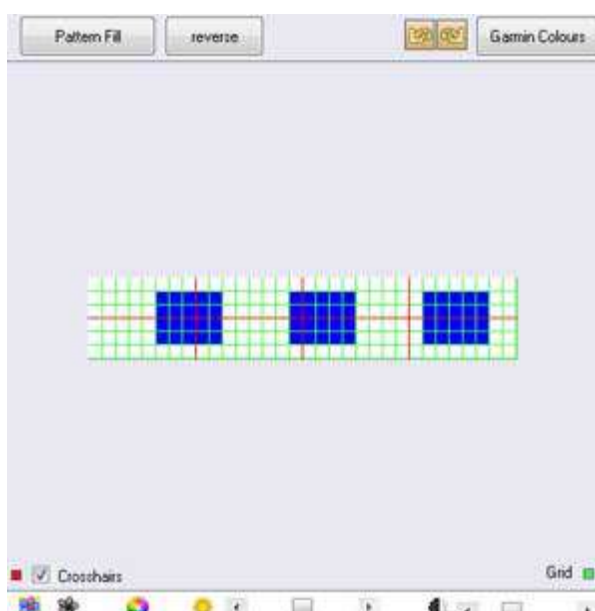 Pattern Fill
reverse
Garmin Colours
Crosshairs
Grid